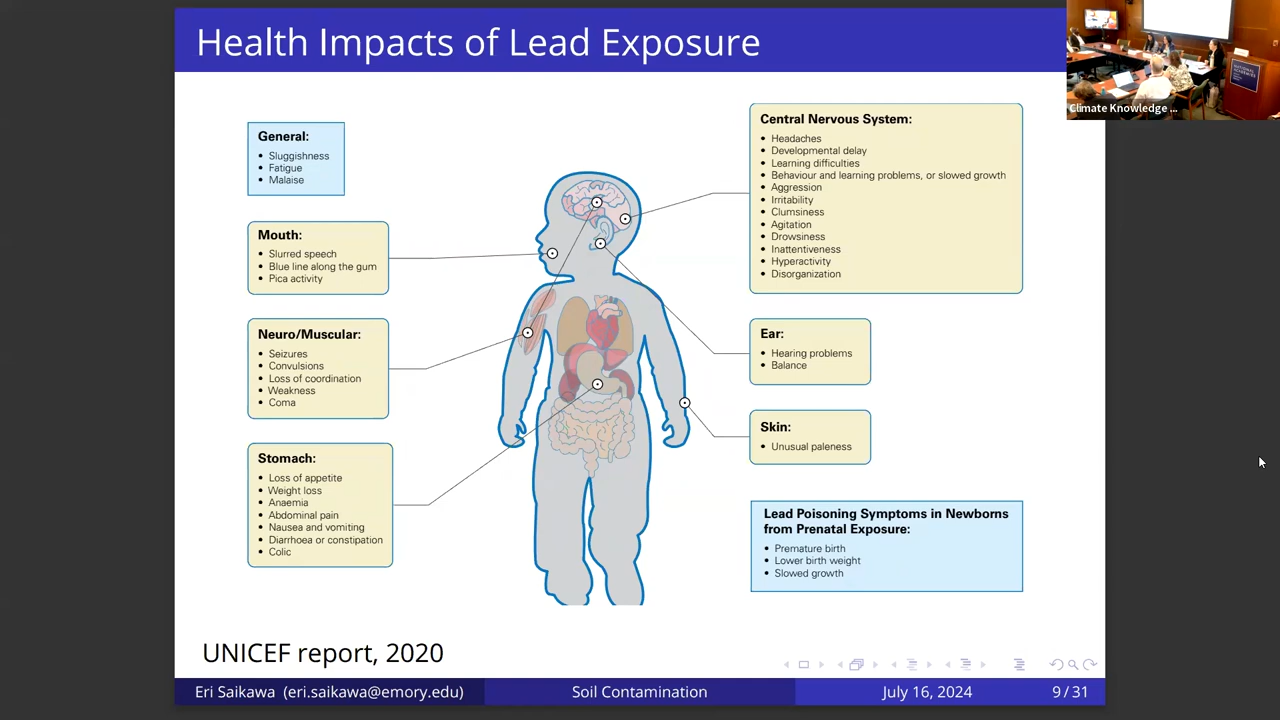 Health Impacts of Lead Exposure
Climate Knowledge ...
General:
• Sluggishness
• Fatigue
• Malaise
Mouth:
• Slurred speech
• Blue line along the gum
• Pica activity
Neuro/Muscular:
• Seizures
• Convulsions
• Loss of coordination
• Weakness
• Coma
Stomach:
• Loss of appetite
• Weight loss
• Anaemia
• Abdominal pain
• Nausea and vomiting
• Diarrhoea or constipation
• Colic
Central Nervous System:
• Headaches
• Developmental delay
• Learning difficulties
• Behaviour and learning problems, or slowed growth
• Aggression
• Irritability
• Clumsiness
• Agitation
• Drowsiness
• Inattentiveness
• Hyperactivity
• Disorganization
Ear:
• Hearing problems
• Balance
Skin:
• Unusual paleness
Lead Poisoning Symptoms in Newborns
from Prenatal Exposure:
• Premature birth
• Lower birth weight
• Slowed growth
UNICEF report, 2020
Eri Saikawa (eri.saikawa@emory.edu)
Soil Contamination
July 16, 2024
9 / 31